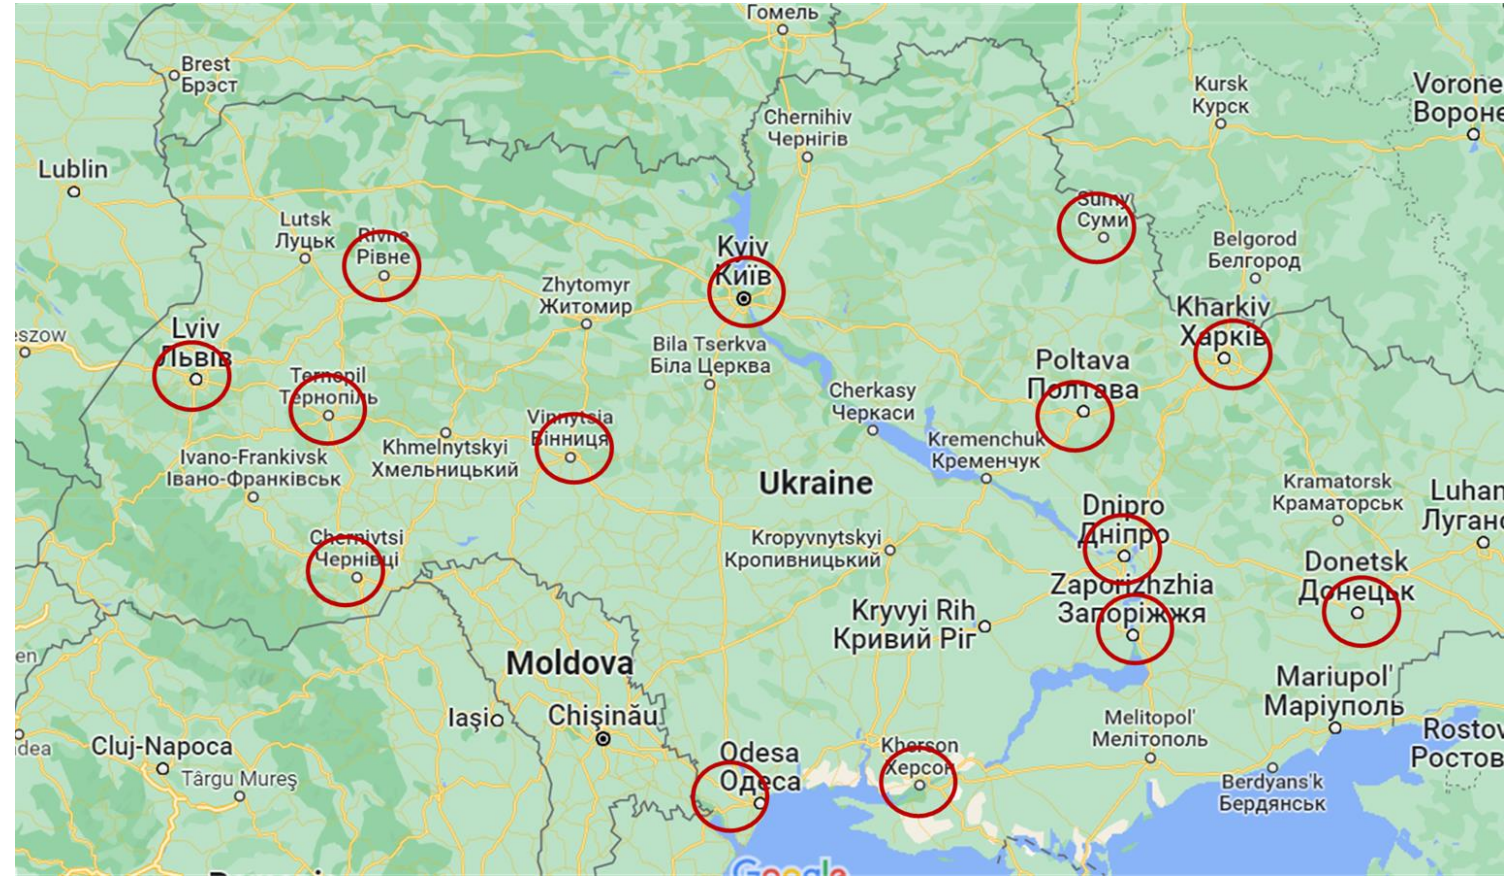 Гомель
Brest
Брэст
Kursk
Курск
Vorone
Вороне
Chernihiv
Чернігів
Lublin
Sumy
Суми
Lutsk
Луцьк
Rivne
Рівне
Kyiv
Київ
Belgorod
Белгород
Zhytomyr
Житомир
Kharkiv
Харків
Lviv
Львів
eszow
Bila Tserkva
Біла Церква
Poltava
Полтава
Ternopil
Тернопіль
Cherkasy
Черкаси
Vinnytsia
Вінниця
Khmelnytskyi
Хмельницький
Kremenchuk
Кременчук
Ivano-Frankivsk
Івано-Франківськ
Ukraine
Kramatorsk
Краматорськ
Luhan
Луганс
Dnipro
Дніпро
Kropyvnytskyi
Кропивницький
Chernivtsi
Чернівці
Donetsk
Донецьк
Zaporizhzhia
Запоріжжя
Kryvyi Rih
Кривий Ріг
en
Moldova
Mariupol'
Маріуполь
Iași
Chișinău
Melitopol'
Мелітополь
Rostov
Ростов
dea
Cluj-Napoca
Odesa
Одеса
Kherson
Херсон
Târgu Mureș
Berdyans'k
Бердянськ
Google